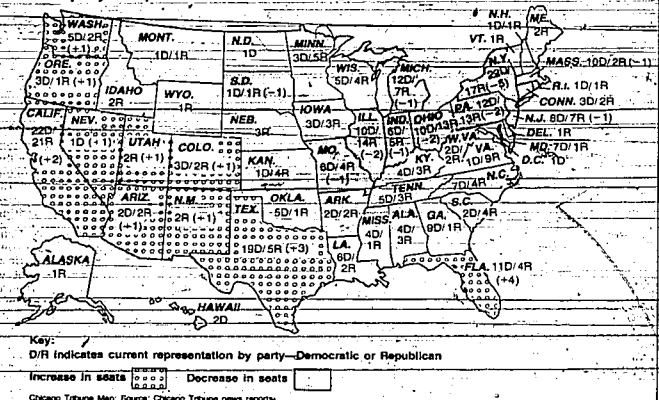 WASH.
5D/2R
(+1)
ORE.
3D/1R (+1)
CALIF.
22D/
21R
(+2)
NEV.
1D (+1)
IDAHO
2R
MONT.
1D/1R
WYO.
1R
UTAH
2R (+1)
COLO.
3D/2R (+1)
ARIZ.
2D/2R
(+1)
N.M.
2R (+1)
N.D.
1D
S.D.
1D/1R (-1)
NEB.
3R
KAN.
1D/4R
OKLA.
5D/1R
TEX.
19D/5R (+3)
MINN.
3D/5R
IOWA
3D/3R
MO.
6D/4R
(-1)
ARK.
2D/2R
LA.
6D/
2R
WIS.
5D/4R
ILL.
10D/
14R
(-2)
MICH.
12D/
7R
(-1)
IND.
6D/
5R
(-1)
OHIO
10D/13R
(-2)
KY.
4D/3R
TENN.
5D/3R
MISS.
4D/
1R
ALA.
4D/
3R
GA.
9D/1R
FLA. 11D/4R
(+4)
S.C.
2D/4R
N.C.
7D/4R
VA.
1D/9R
W.VA.
2D/
2R
PA. 12D/
13R (-2)
N.Y.
22D/
17R (-5)
VT. 1R
N.H.
1D/1R
ME.
2R
MASS. 10D/2R (-1)
R.I. 1D/1R
CONN. 3D/2R
N.J. 8D/7R (-1)
DEL. 1R
MD. 7D/1R
D.C. 1D
ALASKA
1R
HAWAII
2D
Key:
D/R indicates current representation by party—Democratic or Republican
Increase in seats Decrease in seats
Chicago Tribune Map; Source: Chicago Tribune news reports